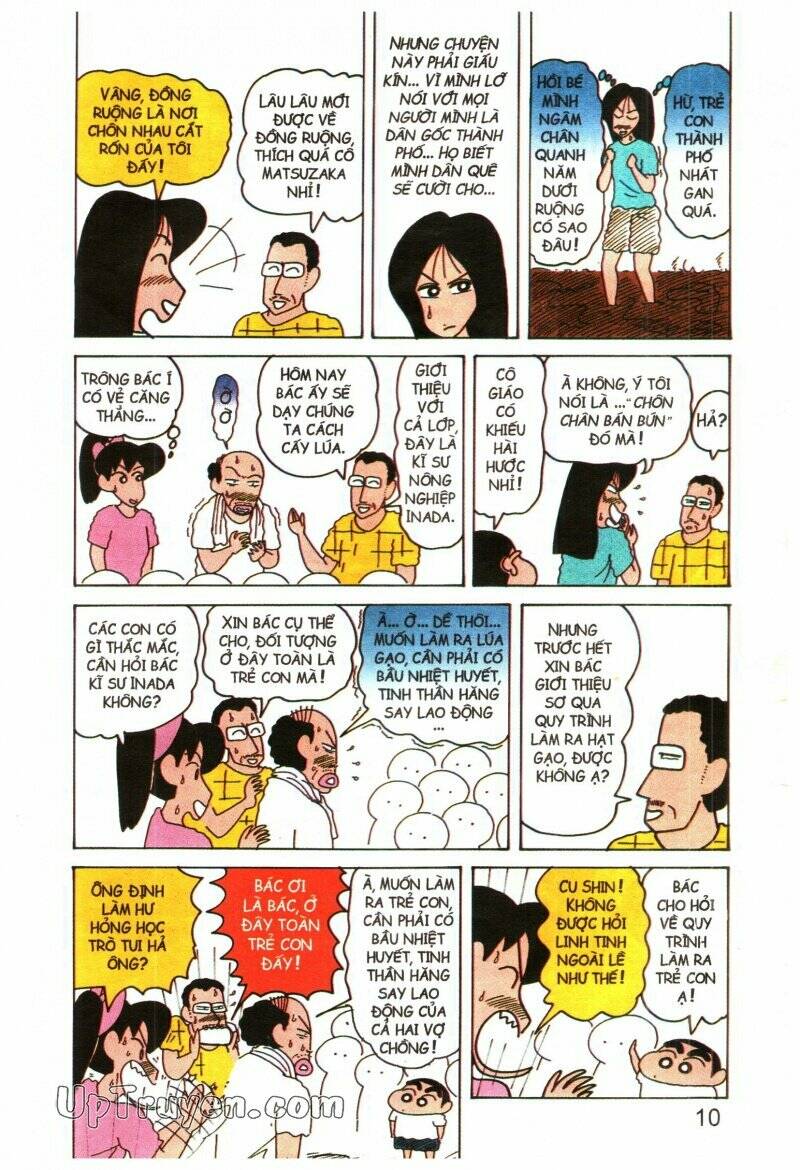 VÂNG, ĐỒNG
RUỘNG LÀ NƠI
CHÔN NHAU CẮT
RỐN CỦA TÔI
ĐẤY!
LÂU LÂU MỚI
ĐƯỢC VỀ
ĐỒNG RUỘNG,
THÍCH QUÁ CÔ
MATSUZAKA
NHỈ!
NHƯNG CHUYỆN
NÀY PHẢI GIẤU
KÍN... VÌ MÌNH LỠ
NÓI VỚI MỌI
NGƯỜI MÌNH LÀ
DÂN GỐC THÀNH
PHỐ... HỌ BIẾT
MÌNH DÂN QUÊ
SẼ CƯỜI CHO...
HỒI BÉ
MÌNH
NGÂM
CHÂN
QUANH
NĂM
DƯỚI
RUỘNG
CÓ SAO
ĐÂU!
HỪ, TRẺ
CON
THÀNH
PHỐ
NHÁT
GAN
QUÁ.
TRÔNG BÁC Í
CÓ VẺ CĂNG
THẲNG...
Ờ
Ờ
HÔM NAY
BÁC ẤY SẼ
DẠY CHÚNG
TA CÁCH
CẤY LÚA.
GIỚI
THIỆU
VỚI
CẢ LỚP,
ĐÂY LÀ
KĨ SƯ
NÔNG
NGHIỆP
INADA.
CÔ
GIÁO
CÓ
KHIẾU
HÀI
HƯỚC
NHỈ!
À KHÔNG, Ý TÔI
NÓI LÀ ..."CHÔN
CHÂN BÁN BÚN"
ĐÓ MÀ!
HẢ?
CÁC CON CÓ
GÌ THẮC MẮC,
CẦN HỎI BÁC
KĨ SƯ INADA
KHÔNG?
XIN BÁC CỤ THỂ
CHO, ĐỐI TƯỢNG
Ở ĐÂY TOÀN LÀ
TRẺ CON MÀ!
À... Ờ... DỄ THÔI...
MUỐN LÀM RA LÚA
GẠO, CẦN PHẢI CÓ
BẦU NHIỆT HUYẾT,
TINH THẦN HĂNG
SAY LAO ĐỘNG
...
NHƯNG
TRƯỚC HẾT
XIN BÁC
GIỚI THIỆU
SƠ QUA
QUY TRÌNH
LÀM RA HẠT
GẠO, ĐƯỢC
KHÔNG Ạ?
ÔNG ĐỊNH
LÀM HƯ
HỎNG HỌC
TRÒ TUI HẢ
ÔNG?
BÁC ƠI
LÀ BÁC, Ở
ĐÂY TOÀN
TRẺ CON
ĐẤY!
À, MUỐN LÀM
RA TRẺ CON,
CẦN PHẢI CÓ
BẦU NHIỆT
HUYẾT, TINH
THẦN HĂNG
SAY LAO
ĐỘNG CỦA
CẢ HAI VỢ
CHỒNG!
CU SHIN!
KHÔNG
ĐƯỢC HỎI
LINH TINH
NGOÀI LỀ
NHƯ THẾ!
BÁC
CHO HỎI
VỀ QUY
TRÌNH
LÀM RA
TRẺ CON
Ạ!
UpTruyen.com
10